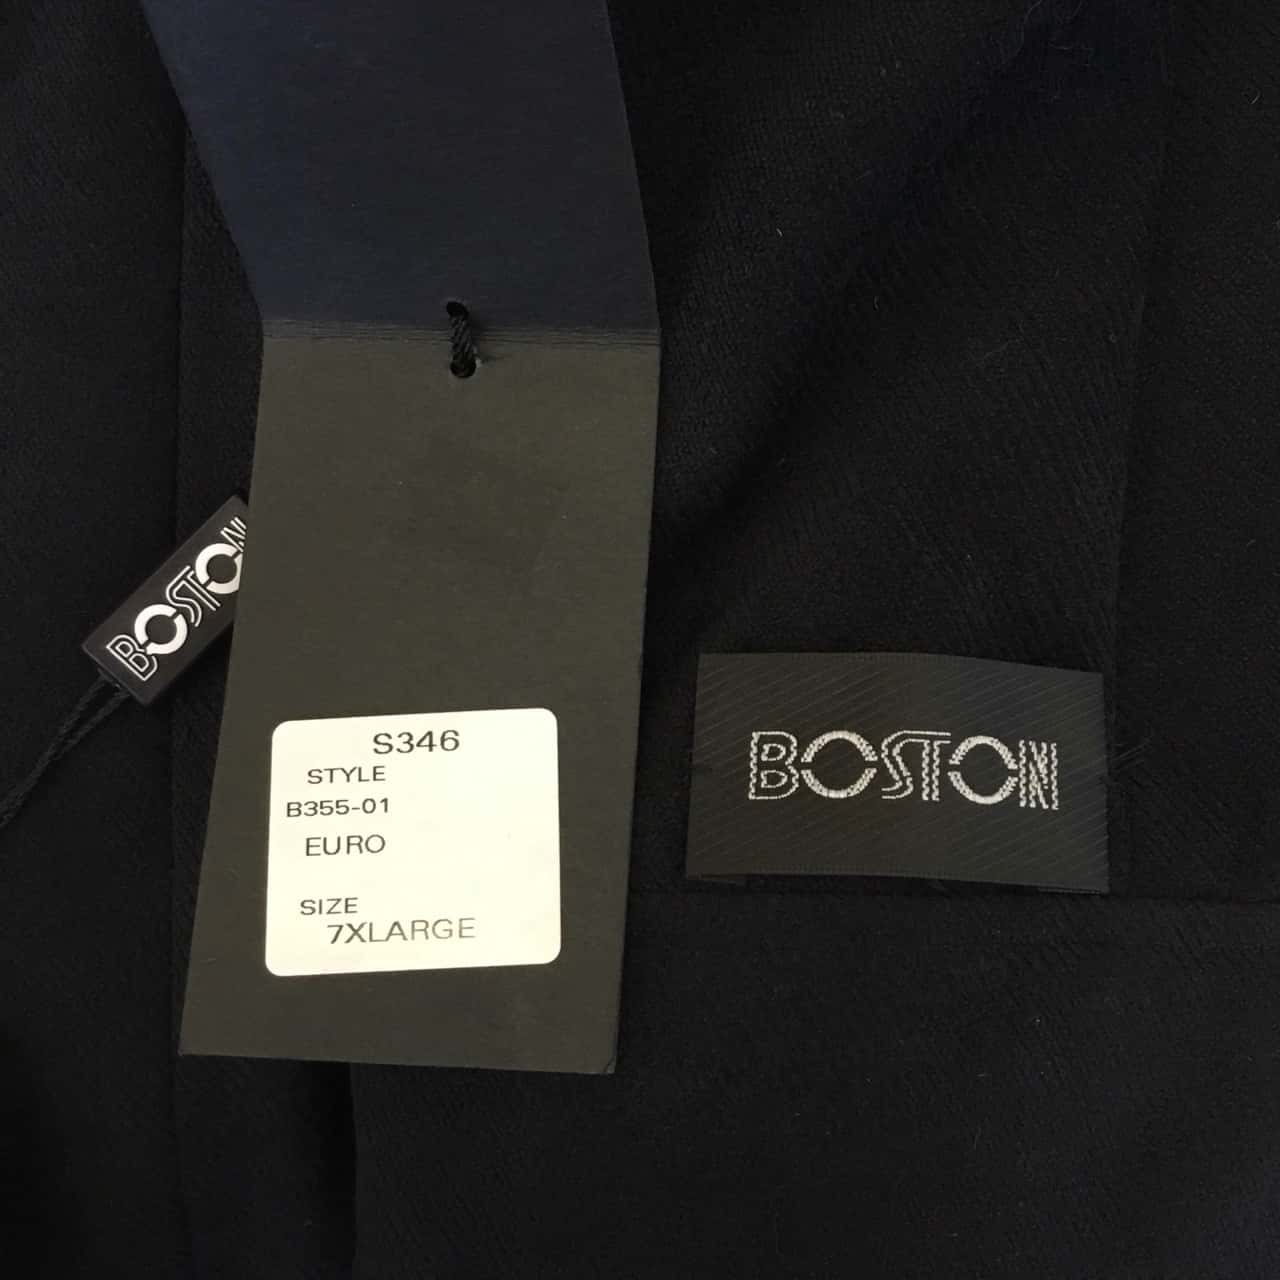 S346
STYLE
B355-01
EURO
SIZE
7XLARGE
BOSTON
BOSTON